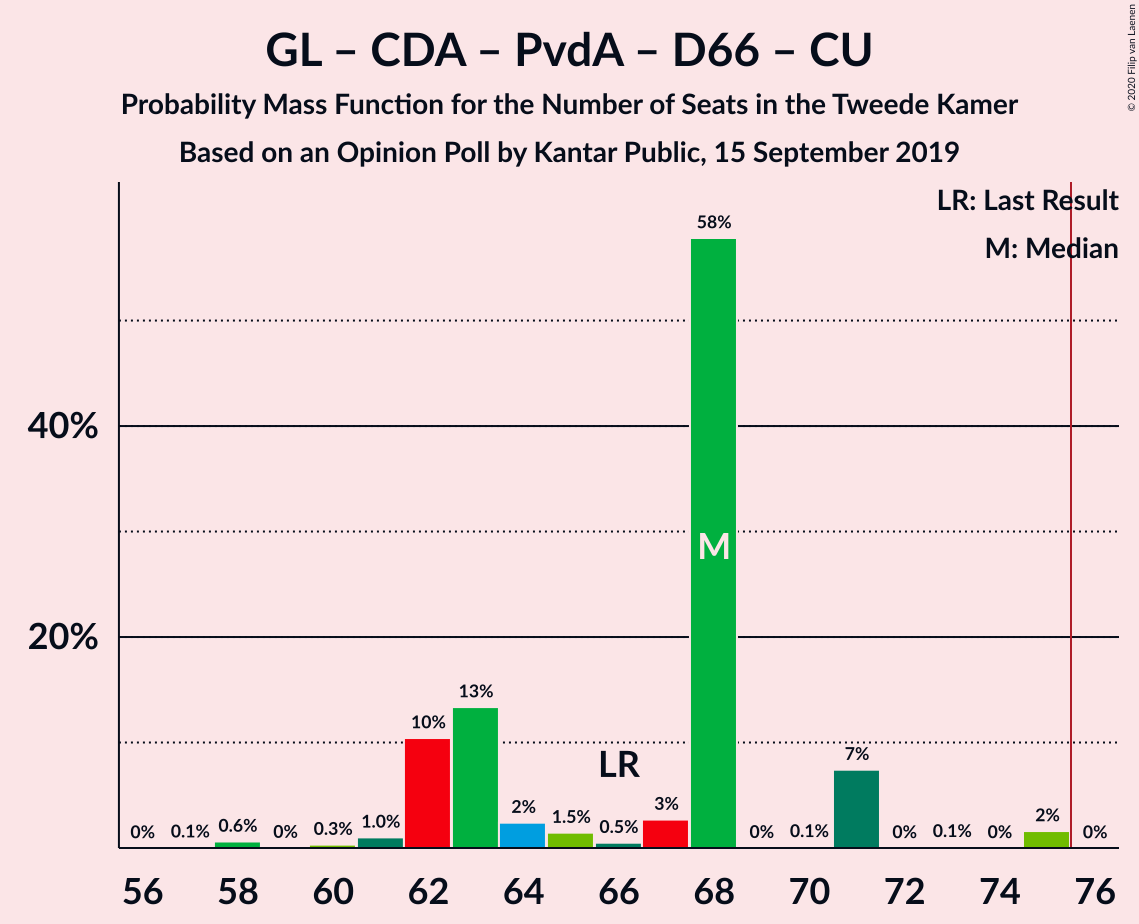 GL – CDA – PvdA – D66 – CU
Probability Mass Function for the Number of Seats in the Tweede Kamer
Based on an Opinion Poll by Kantar Public, 15 September 2019
© 2020 Filip van Laenen
LR: Last Result
M: Median
58%
40%
M
20%
13%
10%
LR
7%
0% 0.1% 0.6% 0% 0.3% 1.0% 2% 1.5% 0.5% 3% 0% 0.1% 0% 0.1% 0% 2% 0%
56 58 60 62 64 66 68 70 72 74 76